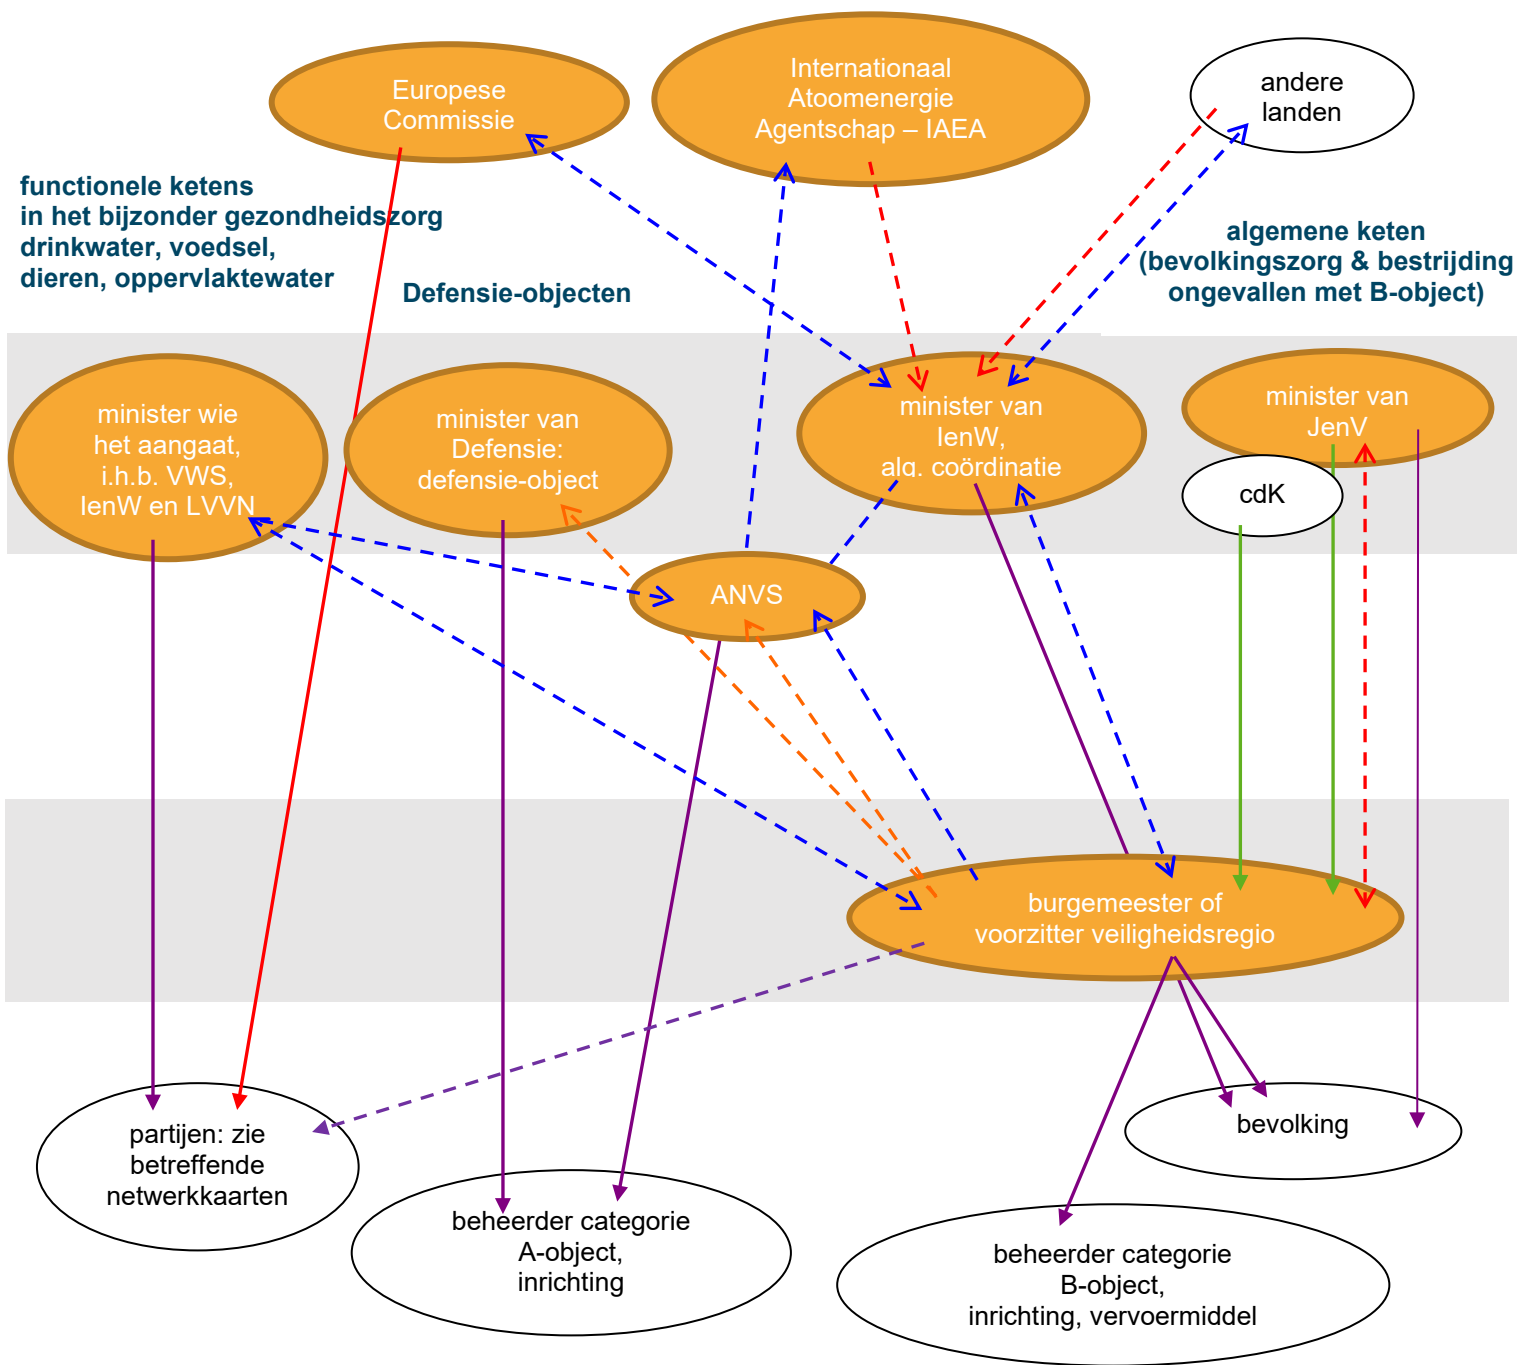 Europese
Commissie
Internationaal
Atoomenergie
Agentschap – IAEA
andere
landen
functionele ketens
in het bijzonder gezondheidszorg
drinkwater, voedsel,
dieren, oppervlaktewater
Defensie-objecten
algemene keten
(bevolkingszorg & bestrijding
ongevallen met B-object)
minister wie
het aangaat,
i.h.b. VWS,
IenW en LVVN
minister van
Defensie:
defensie-object
minister van
IenW,
alg. coördinatie
minister van
JenV
cdK
ANVS
burgemeester of
voorzitter veiligheidsregio
partijen: zie
betreffende
netwerkkaarten
beheerder categorie
A-object,
inrichting
beheerder categorie
B-object,
inrichting, vervoermiddel
bevolking